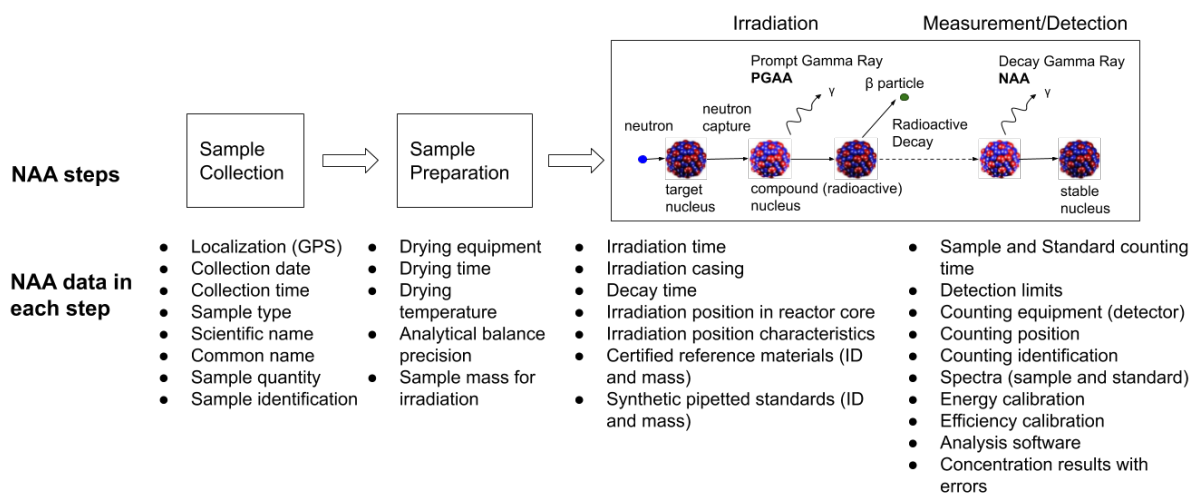 Irradiation
Measurement/Detection
NAA steps
Sample
Collection
Sample
Preparation
Prompt Gamma Ray
PGAA
γ
β particle
Decay Gamma Ray
NAA
γ
neutron
neutron
capture
Radioactive
Decay
target
nucleus
compound (radioactive)
nucleus
stable
nucleus
NAA data in
each step
● Localization (GPS)
● Collection date
● Collection time
● Sample type
● Scientific name
● Common name
● Sample quantity
● Sample identification
● Drying equipment
● Drying time
● Drying
temperature
● Analytical balance
precision
● Sample mass for
irradiation
● Irradiation time
● Irradiation casing
● Decay time
● Irradiation position in reactor core
● Irradiation position characteristics
● Certified reference materials (ID
and mass)
● Synthetic pipetted standards (ID
and mass)
● Sample and Standard counting
time
● Detection limits
● Counting equipment (detector)
● Counting position
● Counting identification
● Spectra (sample and standard)
● Energy calibration
● Efficiency calibration
● Analysis software
● Concentration results with
errors